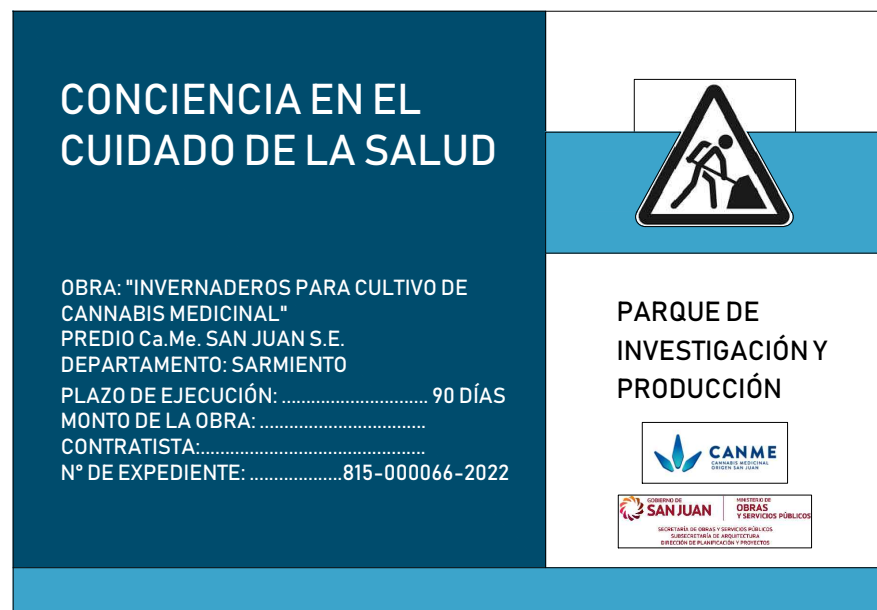 CONCIENCIA EN EL
CUIDADO DE LA SALUD
OBRA: "INVERNADEROS PARA CULTIVO DE
CANNABIS MEDICINAL"
PREDIO Ca.Me. SAN JUAN S.E.
DEPARTAMENTO: SARMIENTO
PLAZO DE EJECUCIÓN: .............................. 90 DÍAS
MONTO DE LA OBRA: ..................................
CONTRATISTA:..............................................
N° DE EXPEDIENTE: ...................815-000066-2022
PARQUE DE
INVESTIGACIÓN Y
PRODUCCIÓN
CANME
CANNABIS MEDICINAL
ORIGEN SAN JUAN
GOBIERNO DE
SAN JUAN
MINISTERIO DE
OBRAS
Y SERVICIOS PÚBLICOS
SECRETARÍA DE OBRAS Y SERVICIOS PÚBLICOS
SUBSECRETARÍA DE ARQUITECTURA
DIRECCIÓN DE PLANIFICACIÓN Y PROYECTOS